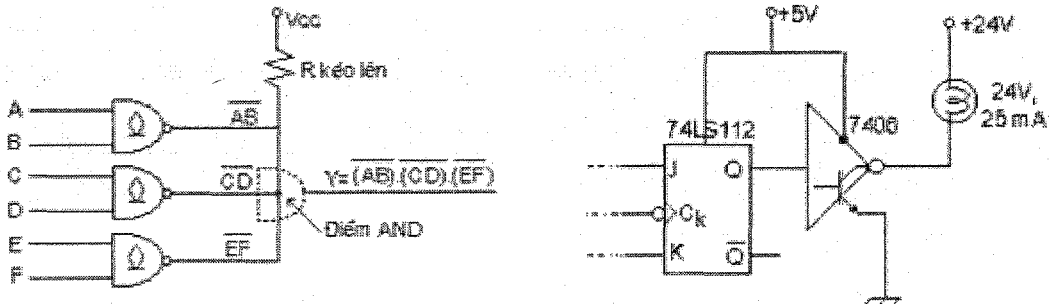 Vcc
R kéo lên
A
B
C
D
E
F
AB
CD
EF
Y=(AB).(CD).(EF)
Điểm AND
+5V
+24V
24V,
25 mA
74LS112
7406
J
Q
Ck
K
Q